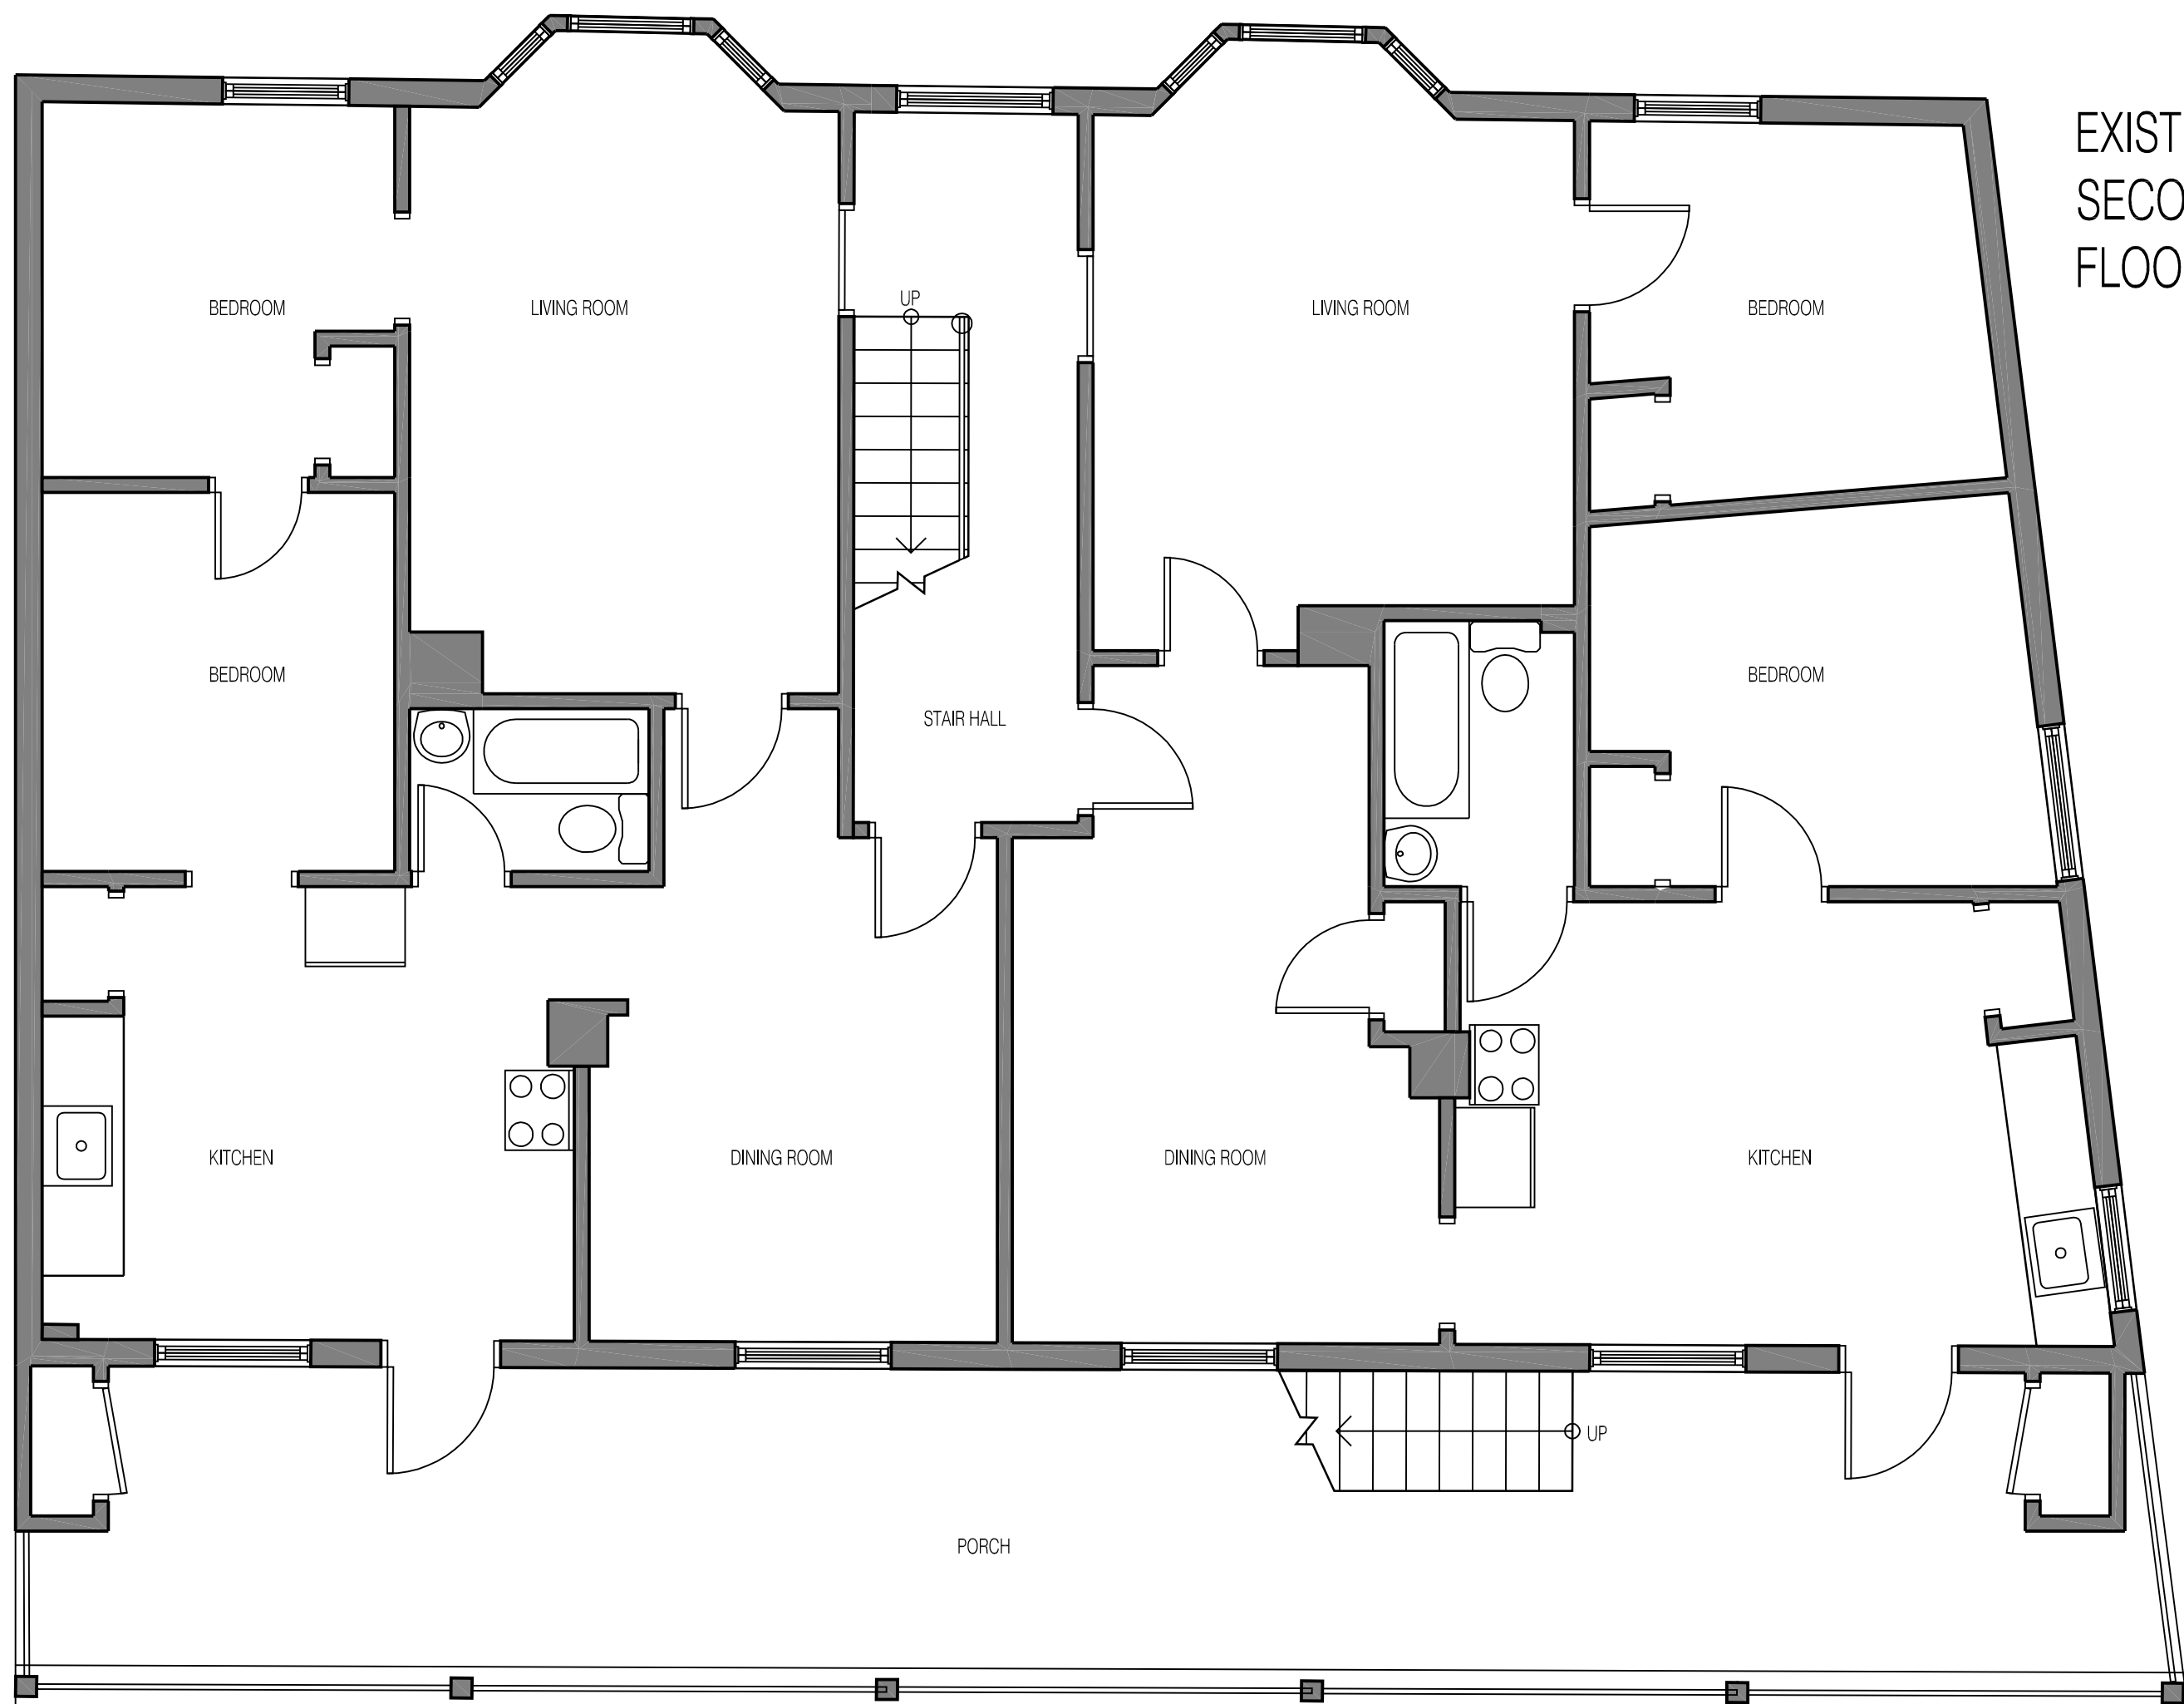 EXIST
SECO
FLOO
BEDROOM
LIVING ROOM
UP
LIVING ROOM
BEDROOM
BEDROOM
STAIR HALL
BEDROOM
KITCHEN
DINING ROOM
DINING ROOM
KITCHEN
UP
PORCH